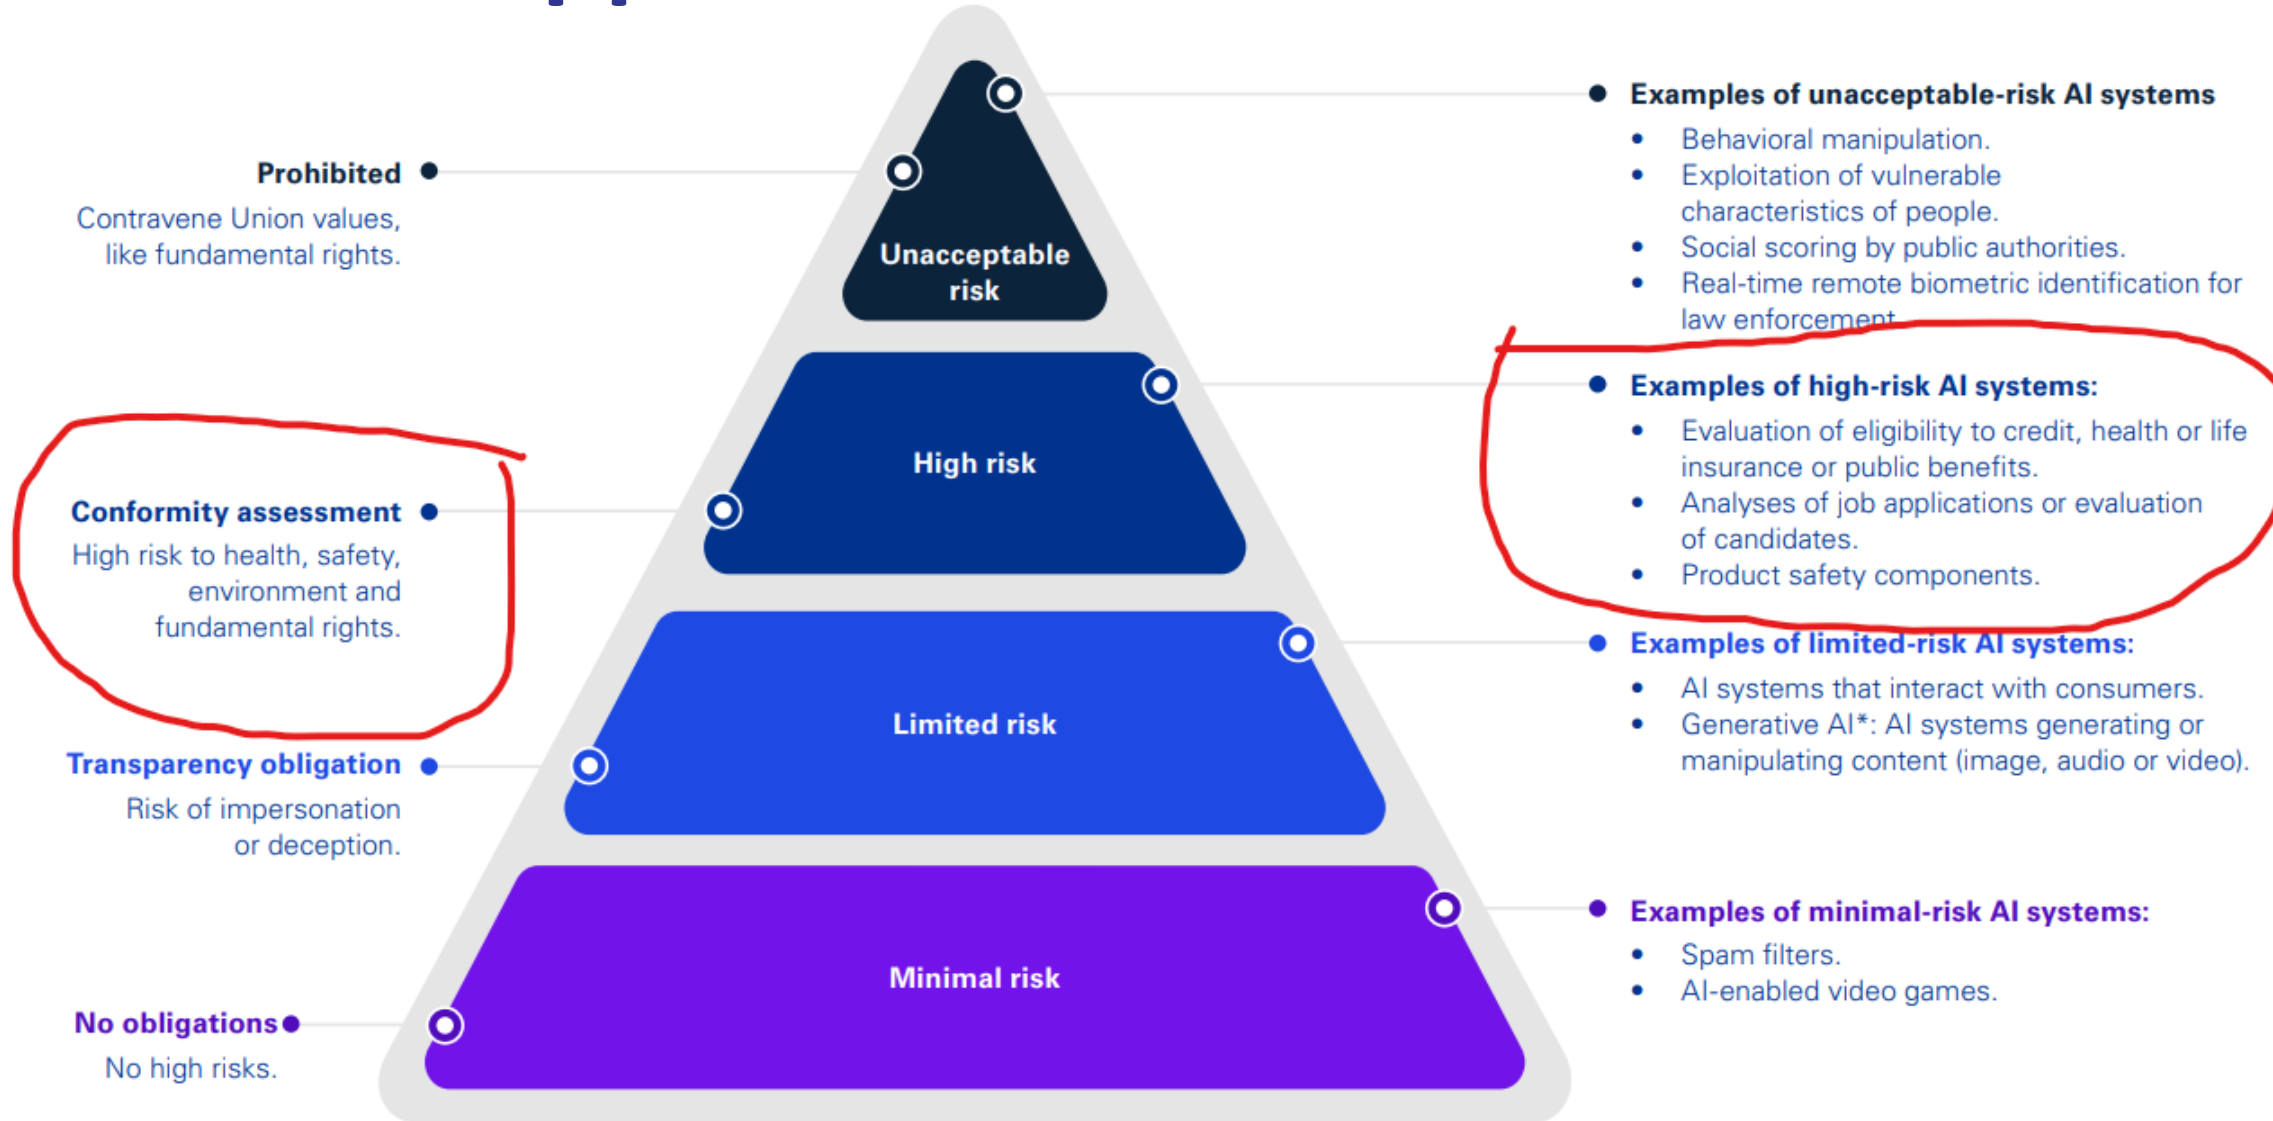 Prohibited
Contravene Union values,
like fundamental rights.
Conformity assessment
High risk to health, safety,
environment and
fundamental rights.
Transparency obligation
Risk of impersonation
or deception.
No obligations
No high risks.
Unacceptable
risk
High risk
Limited risk
Minimal risk
Examples of unacceptable-risk AI systems
• Behavioral manipulation.
• Exploitation of vulnerable
characteristics of people.
• Social scoring by public authorities.
• Real-time remote biometric identification for
law enforcement
Examples of high-risk AI systems:
• Evaluation of eligibility to credit, health or life
insurance or public benefits.
• Analyses of job applications or evaluation
of candidates.
• Product safety components.
Examples of limited-risk AI systems:
• AI systems that interact with consumers.
• Generative AI*: AI systems generating or
manipulating content (image, audio or video).
Examples of minimal-risk AI systems:
• Spam filters.
• AI-enabled video games.